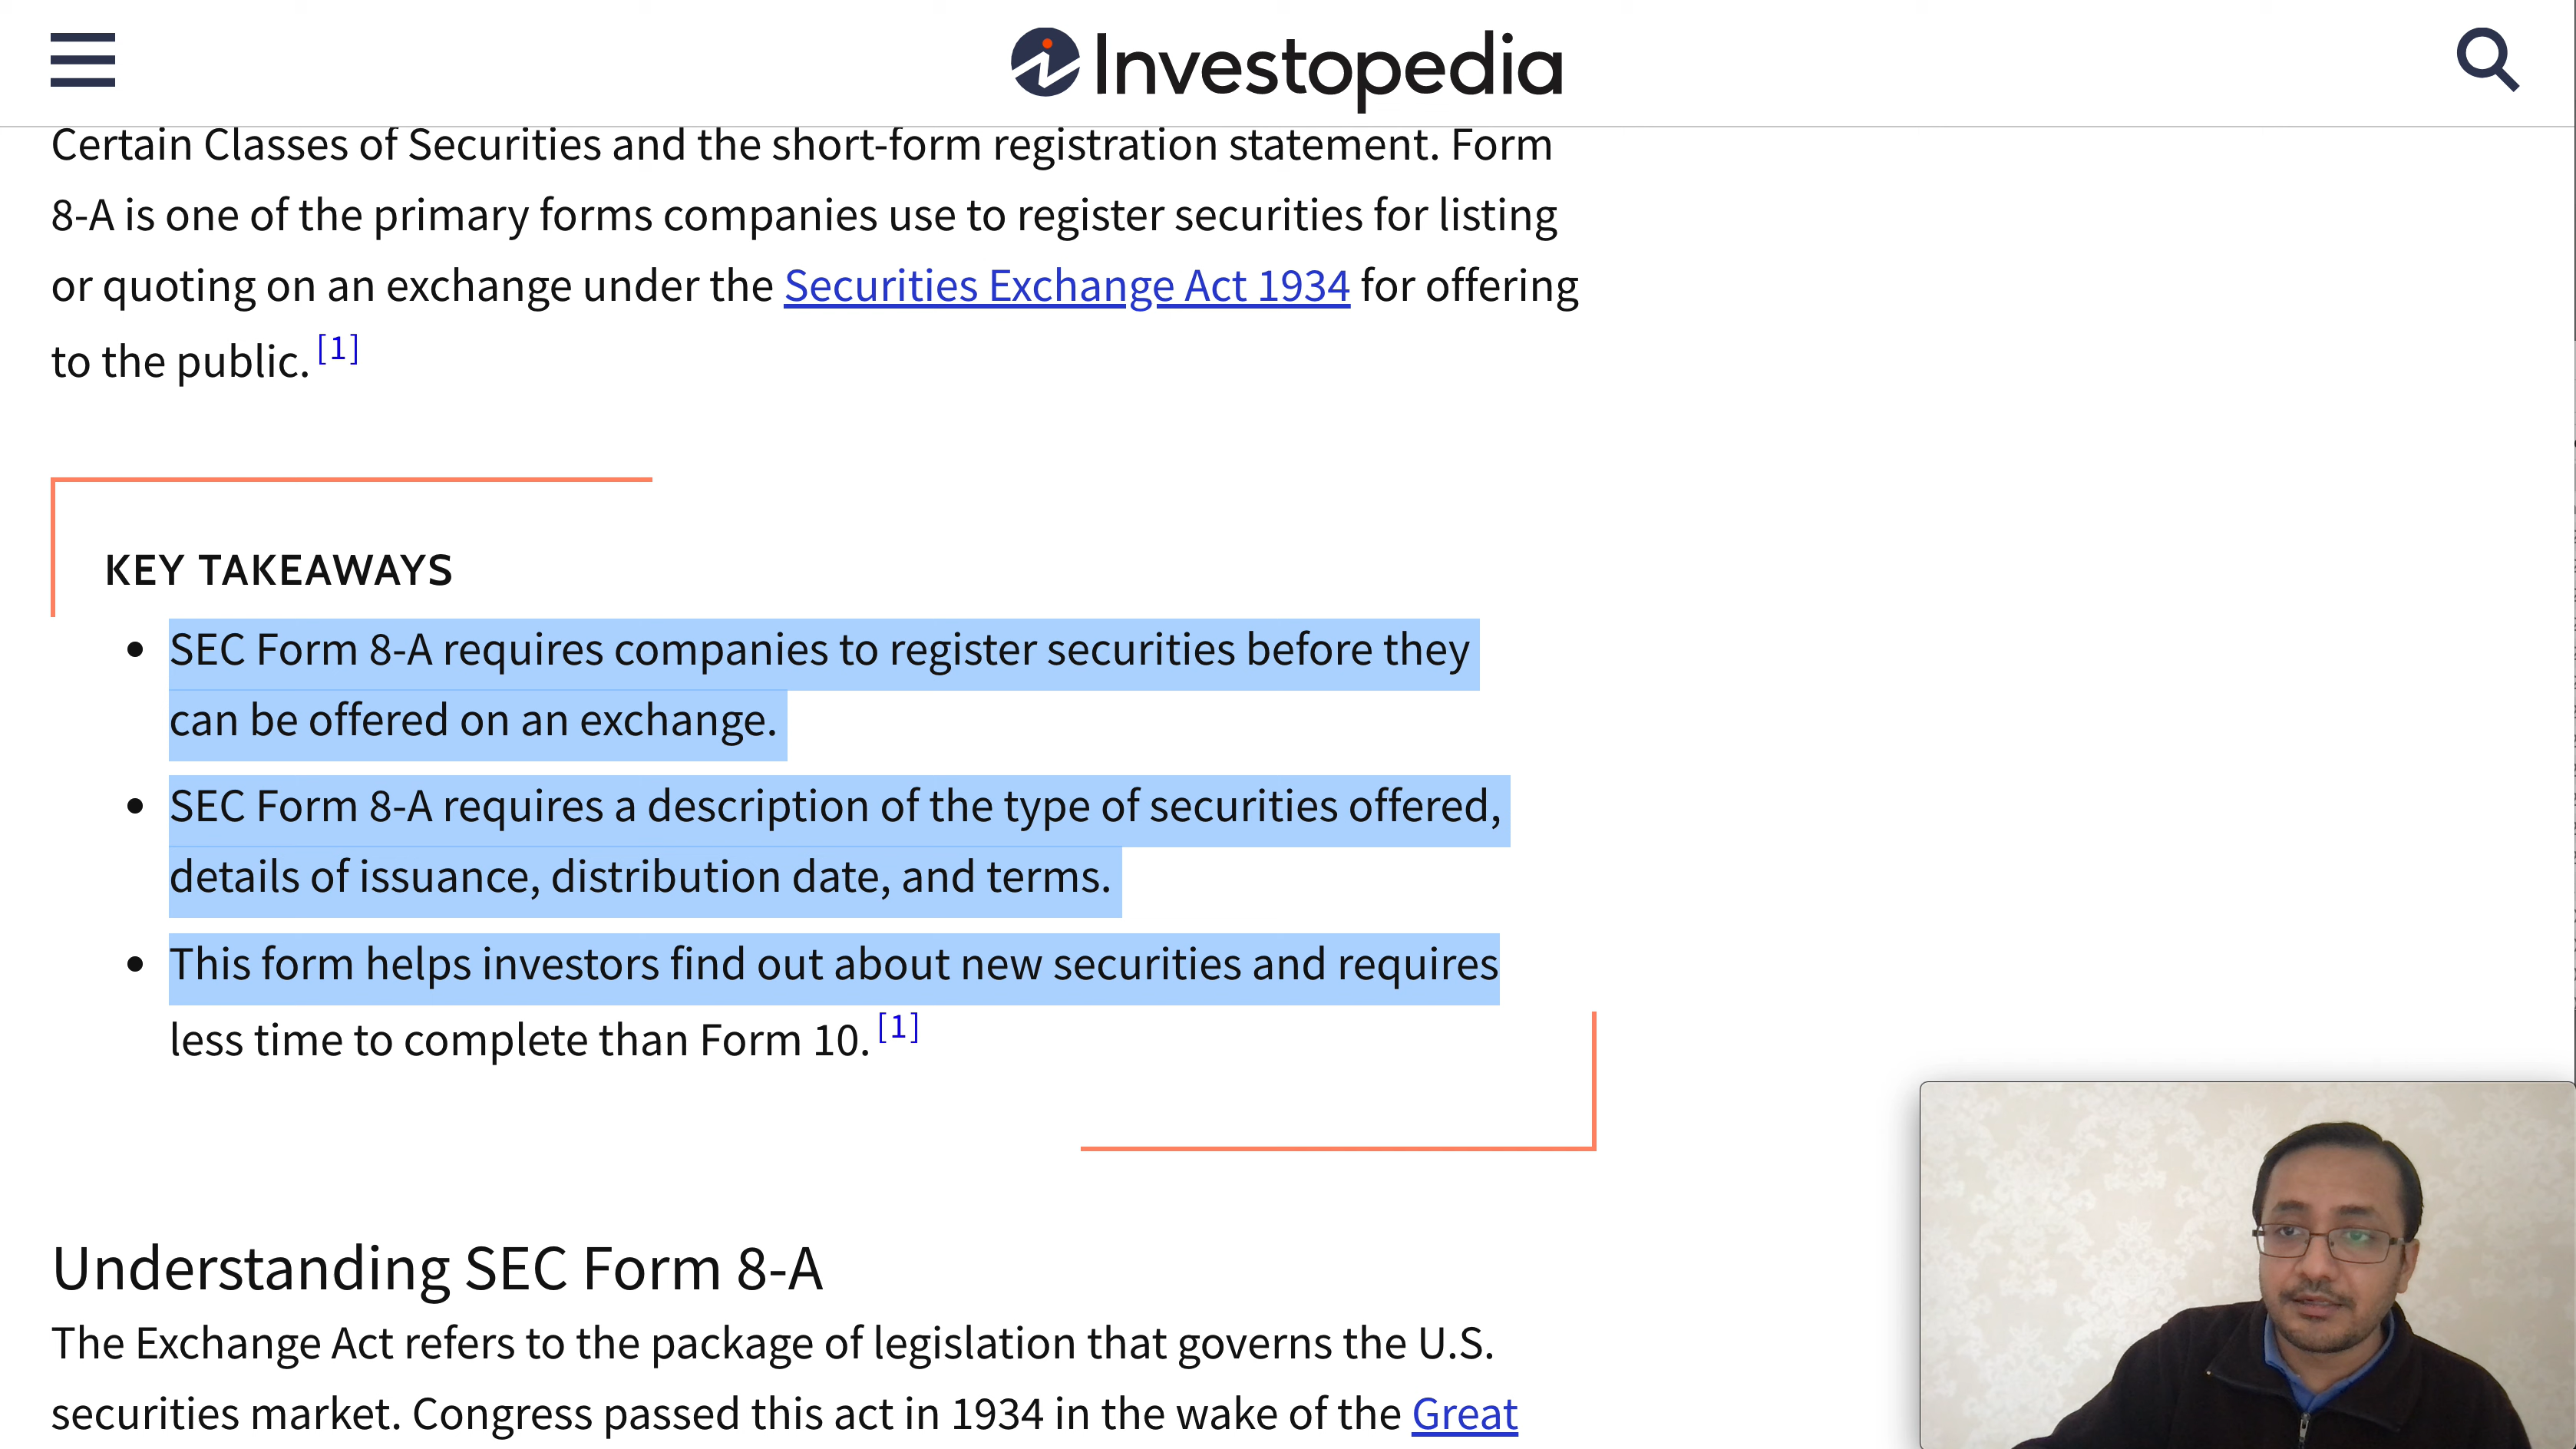 Investopedia
Certain Classes of Securities and the short-form registration statement. Form
8-A is one of the primary forms companies use to register securities for listing
or quoting on an exchange under the Securities Exchange Act 1934 for offering
to the public. [1]
KEY TAKEAWAYS
• SEC Form 8-A requires companies to register securities before they
can be offered on an exchange.
• SEC Form 8-A requires a description of the type of securities offered,
details of issuance, distribution date, and terms.
• This form helps investors find out about new securities and requires
less time to complete than Form 10. [1]
Understanding SEC Form 8-A
The Exchange Act refers to the package of legislation that governs the U.S.
securities market. Congress passed this act in 1934 in the wake of the Great